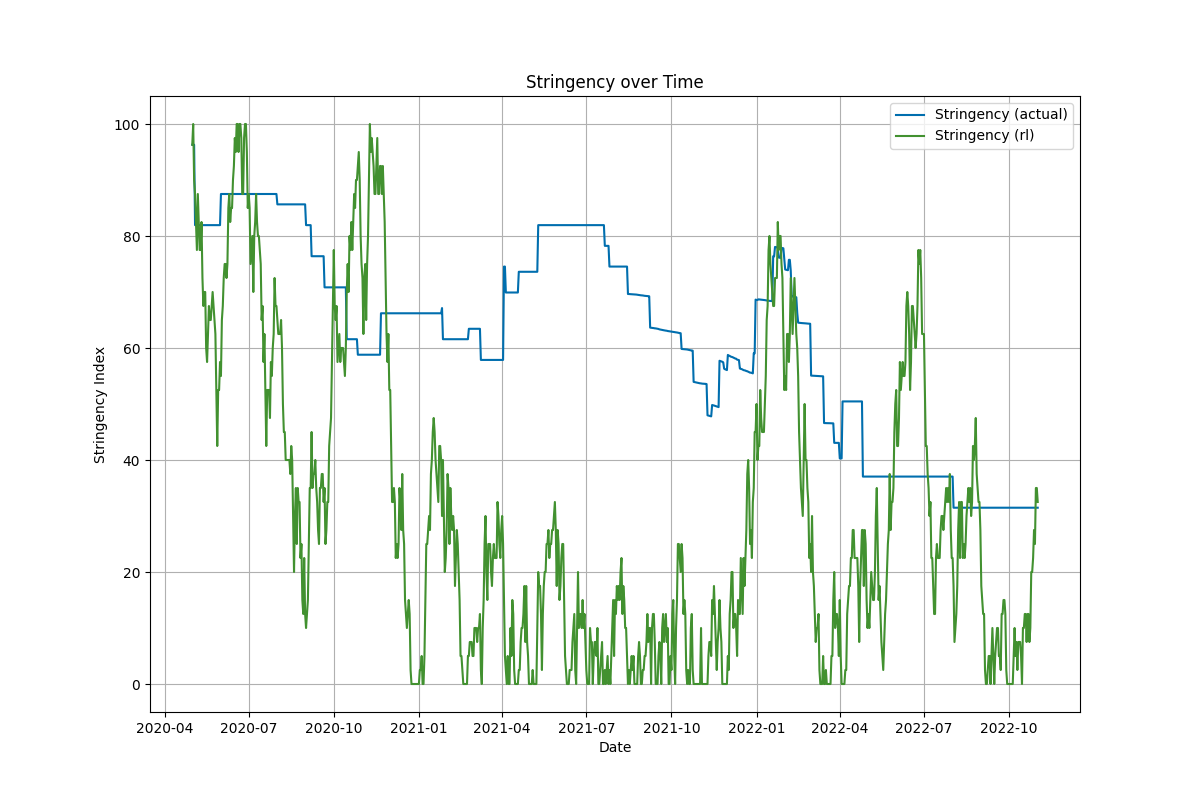 Stringency over Time
Stringency (actual)
Stringency (rl)
Stringency Index
100
80
60
40
20
0
2020-04 2020-07 2020-10 2021-01 2021-04 2021-07 2021-10 2022-01 2022-04 2022-07 2022-10
Date